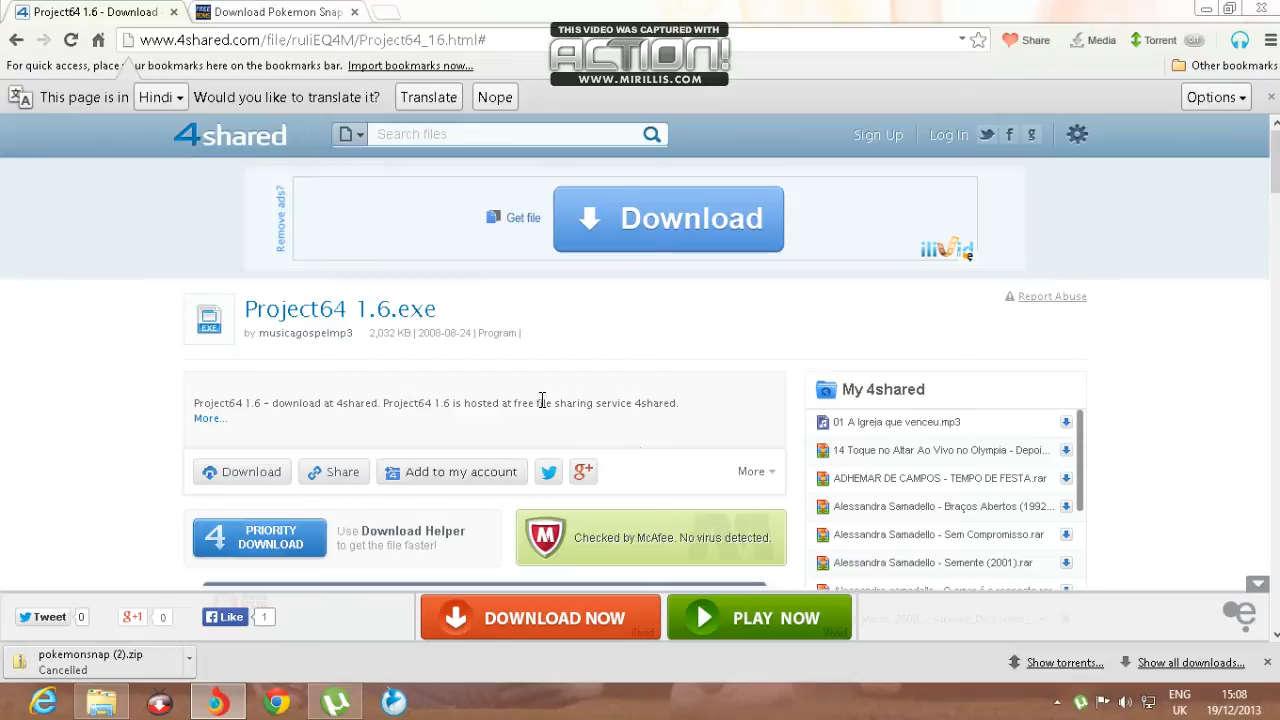 Project64 1.6 - Download
Download Pokemon Snap
www.4shared.com/file/ruliEQ4M/Project64_16.html#
Share
Media
Torrent
THIS VIDEO WAS CAPTURED WITH
ACTION!
WWW.MIRILLIS.COM
For quick access, place your bookmarks here on the bookmarks bar. Import bookmarks now...
Other bookmarks
This page is in Hindi Would you like to translate it? Translate Nope
Options
4shared
Search files
Sign Up
Log In
Remove ads?
Get file
Download
ilivid
Project64 1.6.exe
by musicagospelmp3 2,032 KB | 2008-08-24 | Program |
Report Abuse
Project64 1.6 - download at 4shared. Project64 1.6 is hosted at free file sharing service 4shared.
More...
Download
Share
Add to my account
More
4 PRIORITY DOWNLOAD
Use Download Helper
to get the file faster!
Checked by McAfee. No virus detected.
My 4shared
01 A Igreja que venceu.mp3
14 Toque no Altar Ao Vivo no Olympia - Depoi...
ADHEMAR DE CAMPOS - TEMPO DE FESTA.rar
Alessandra Samadello - Braços Abertos (1992...
Alessandra Samadello - Sem Comromisso.rar
Alessandra Samadello - Semente (2001).rar
Tweet 0
+1 0
Like 1
DOWNLOAD NOW
ilivid
PLAY NOW
ilivid
pokemonsnap (2).zip
Cancelled
Show torrents...
Show all downloads...
ENG
UK
15:08
19/12/2013